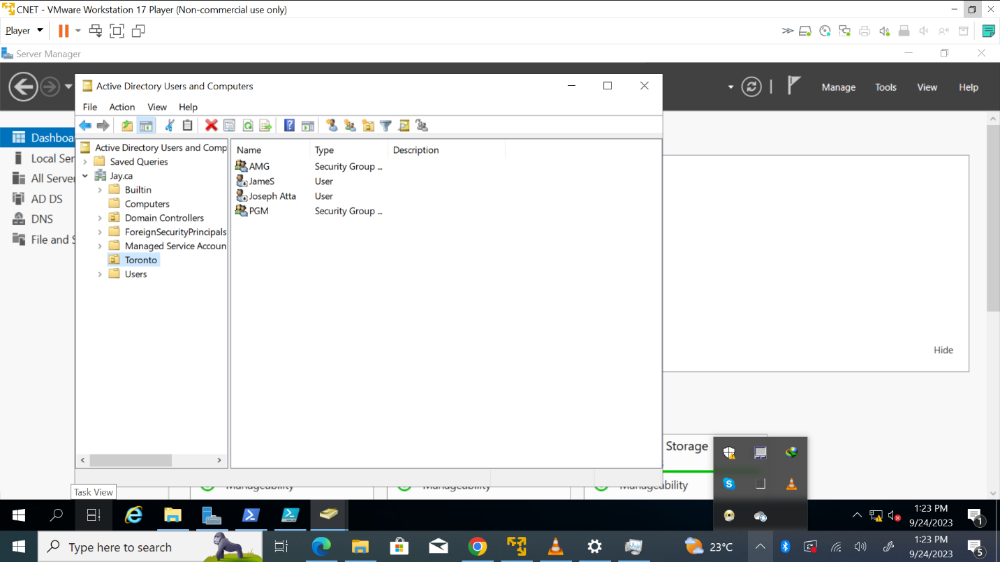 CNET - VMware Workstation 17 Player (Non-commercial use only)
Player
Server Manager
Manage Tools View Help
Active Directory Users and Computers
File Action View Help
Dashboa
Local Ser
All Server
AD DS
DNS
File and S
Active Directory Users and Comp
Saved Queries
Jay.ca
Builtin
Computers
Domain Controllers
ForeignSecurityPrincipals
Managed Service Accoun
Toronto
Users
Name Type Description
AMG Security Group ...
JameS User
Joseph Atta User
PGM Security Group ...
Hide
Storage
Manageability Manageability Manageability
Task View
1:23 PM
9/24/2023
1
Type here to search
23°C
1:23 PM
9/24/2023
5